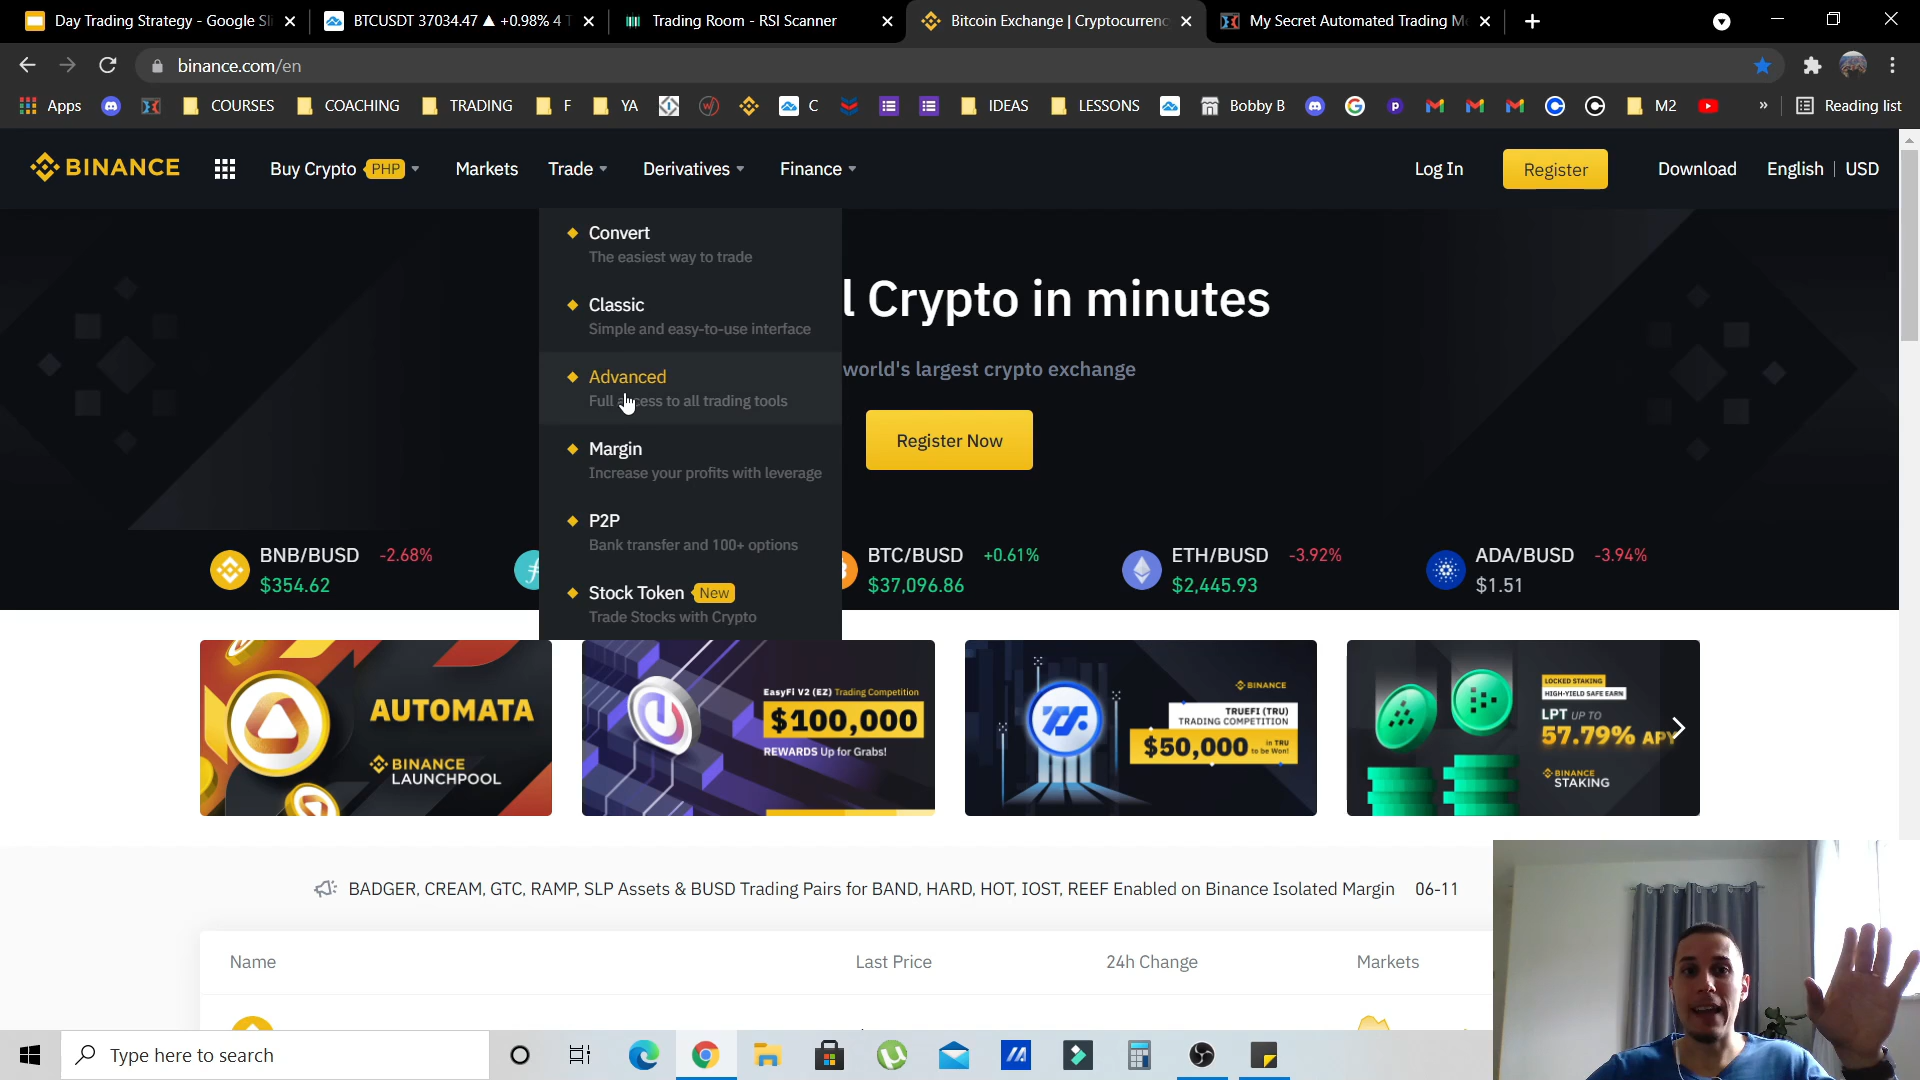 Day Trading Strategy - Google Sli
BTCUSDT 37034.47 ▲ +0.98% 4 T
Trading Room - RSI Scanner
Bitcoin Exchange | Cryptocurrenc
My Secret Automated Trading M
binance.com/en
Apps
COURSES
COACHING
TRADING
F
YA
C
IDEAS
LESSONS
Bobby B
M2
»
Reading list
BINANCE
Buy Crypto PHP
Markets
Trade
Derivatives
Finance
Log In
Register
Download
English
USD
Convert
The easiest way to trade
Classic
Simple and easy-to-use interface
Advanced
Full access to all trading tools
Margin
Increase your profits with leverage
P2P
Bank transfer and 100+ options
Stock Token New
Trade Stocks with Crypto
l Crypto in minutes
world's largest crypto exchange
Register Now
BNB/BUSD -2.68%
$354.62
BTC/BUSD +0.61%
$37,096.86
ETH/BUSD -3.92%
$2,445.93
ADA/BUSD -3.94%
$1.51
AUTOMATA
BINANCE
LAUNCHPOOL
EasyFi V2 (EZ) Trading Competition
$100,000
REWARDS Up for Grabs!
BINANCE
TRUEFI (TRU)
TRADING COMPETITION
$50,000 in TRU
to be Won!
LOCKED STAKING
HIGH-YIELD SAFE EARN
LPT UP TO
57.79% APY
BINANCE
STAKING
BADGER, CREAM, GTC, RAMP, SLP Assets & BUSD Trading Pairs for BAND, HARD, HOT, IOST, REEF Enabled on Binance Isolated Margin 06-11
Name
Last Price
24h Change
Markets
Type here to search